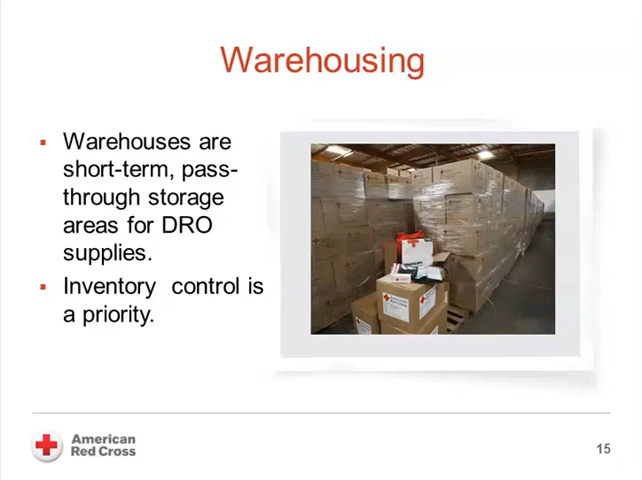 Warehousing
▪ Warehouses are
short-term, pass-
through storage
areas for DRO
supplies.
▪ Inventory control is
a priority.
American
Red Cross
15